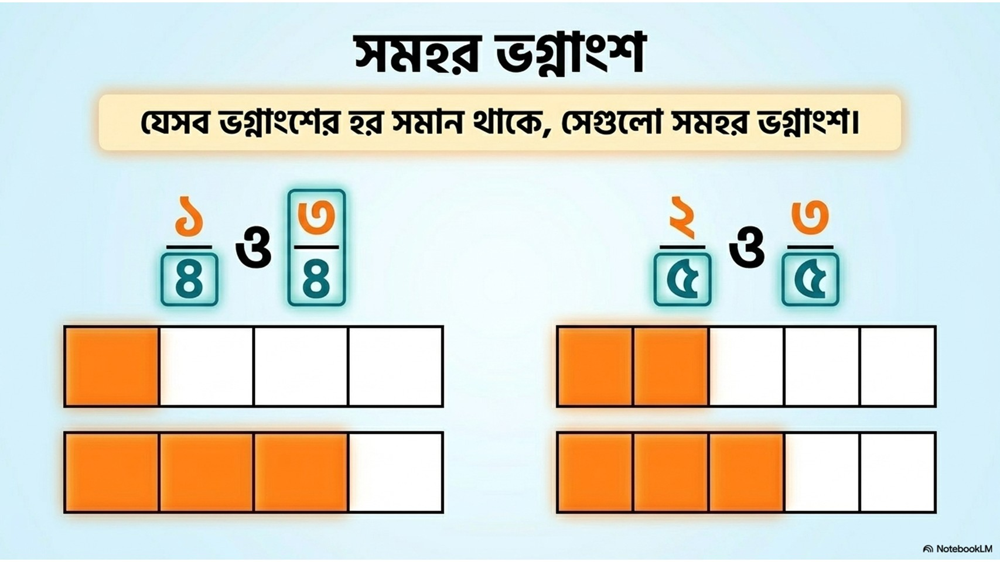 সমহর ভগ্নাংশ
যেসব ভগ্নাংশের হর সমান থাকে, সেগুলো সমহর ভগ্নাংশ।
১/৪ ও ৩/৪
২/৫ ও ৩/৫
NotebookLM